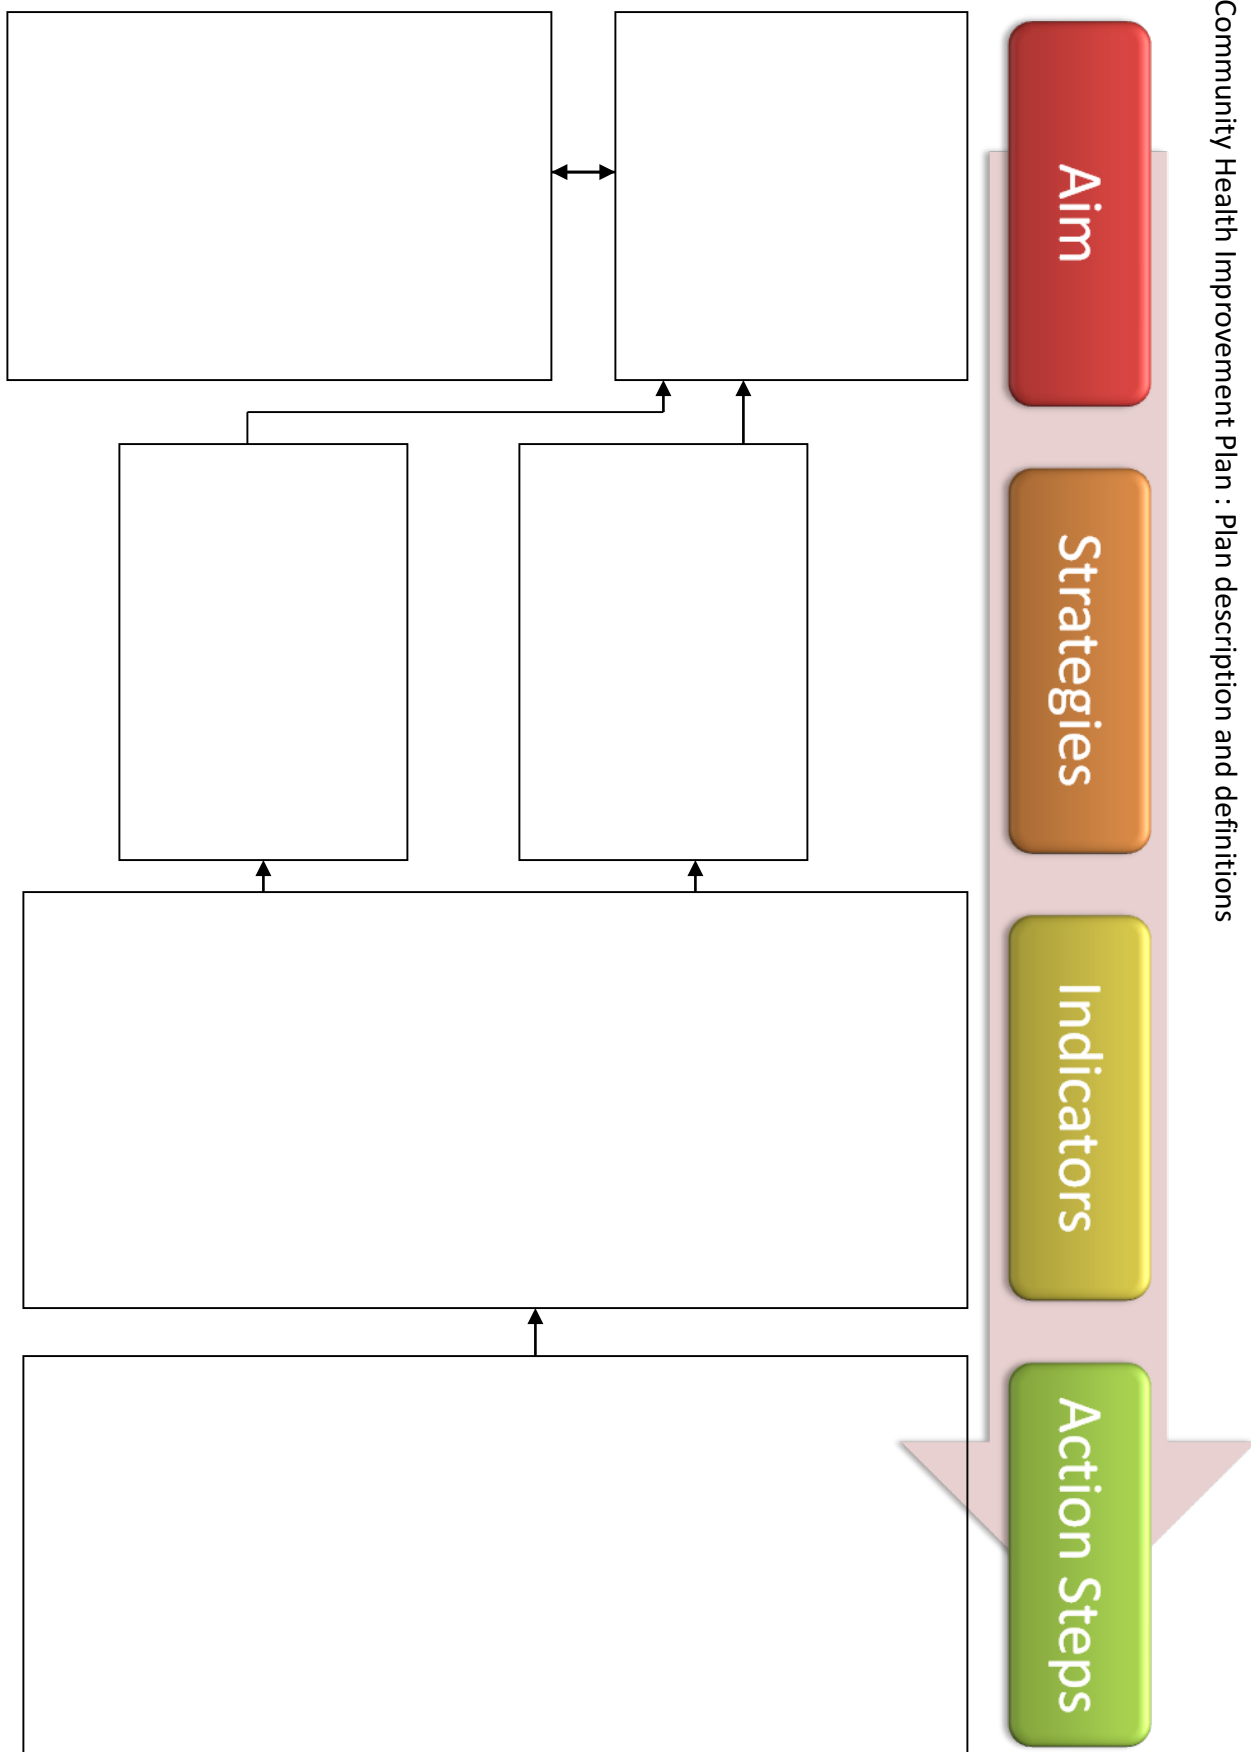 Community Health Improvement Plan : Plan description and definitions
Aim
Strategies
Indicators
Action Steps